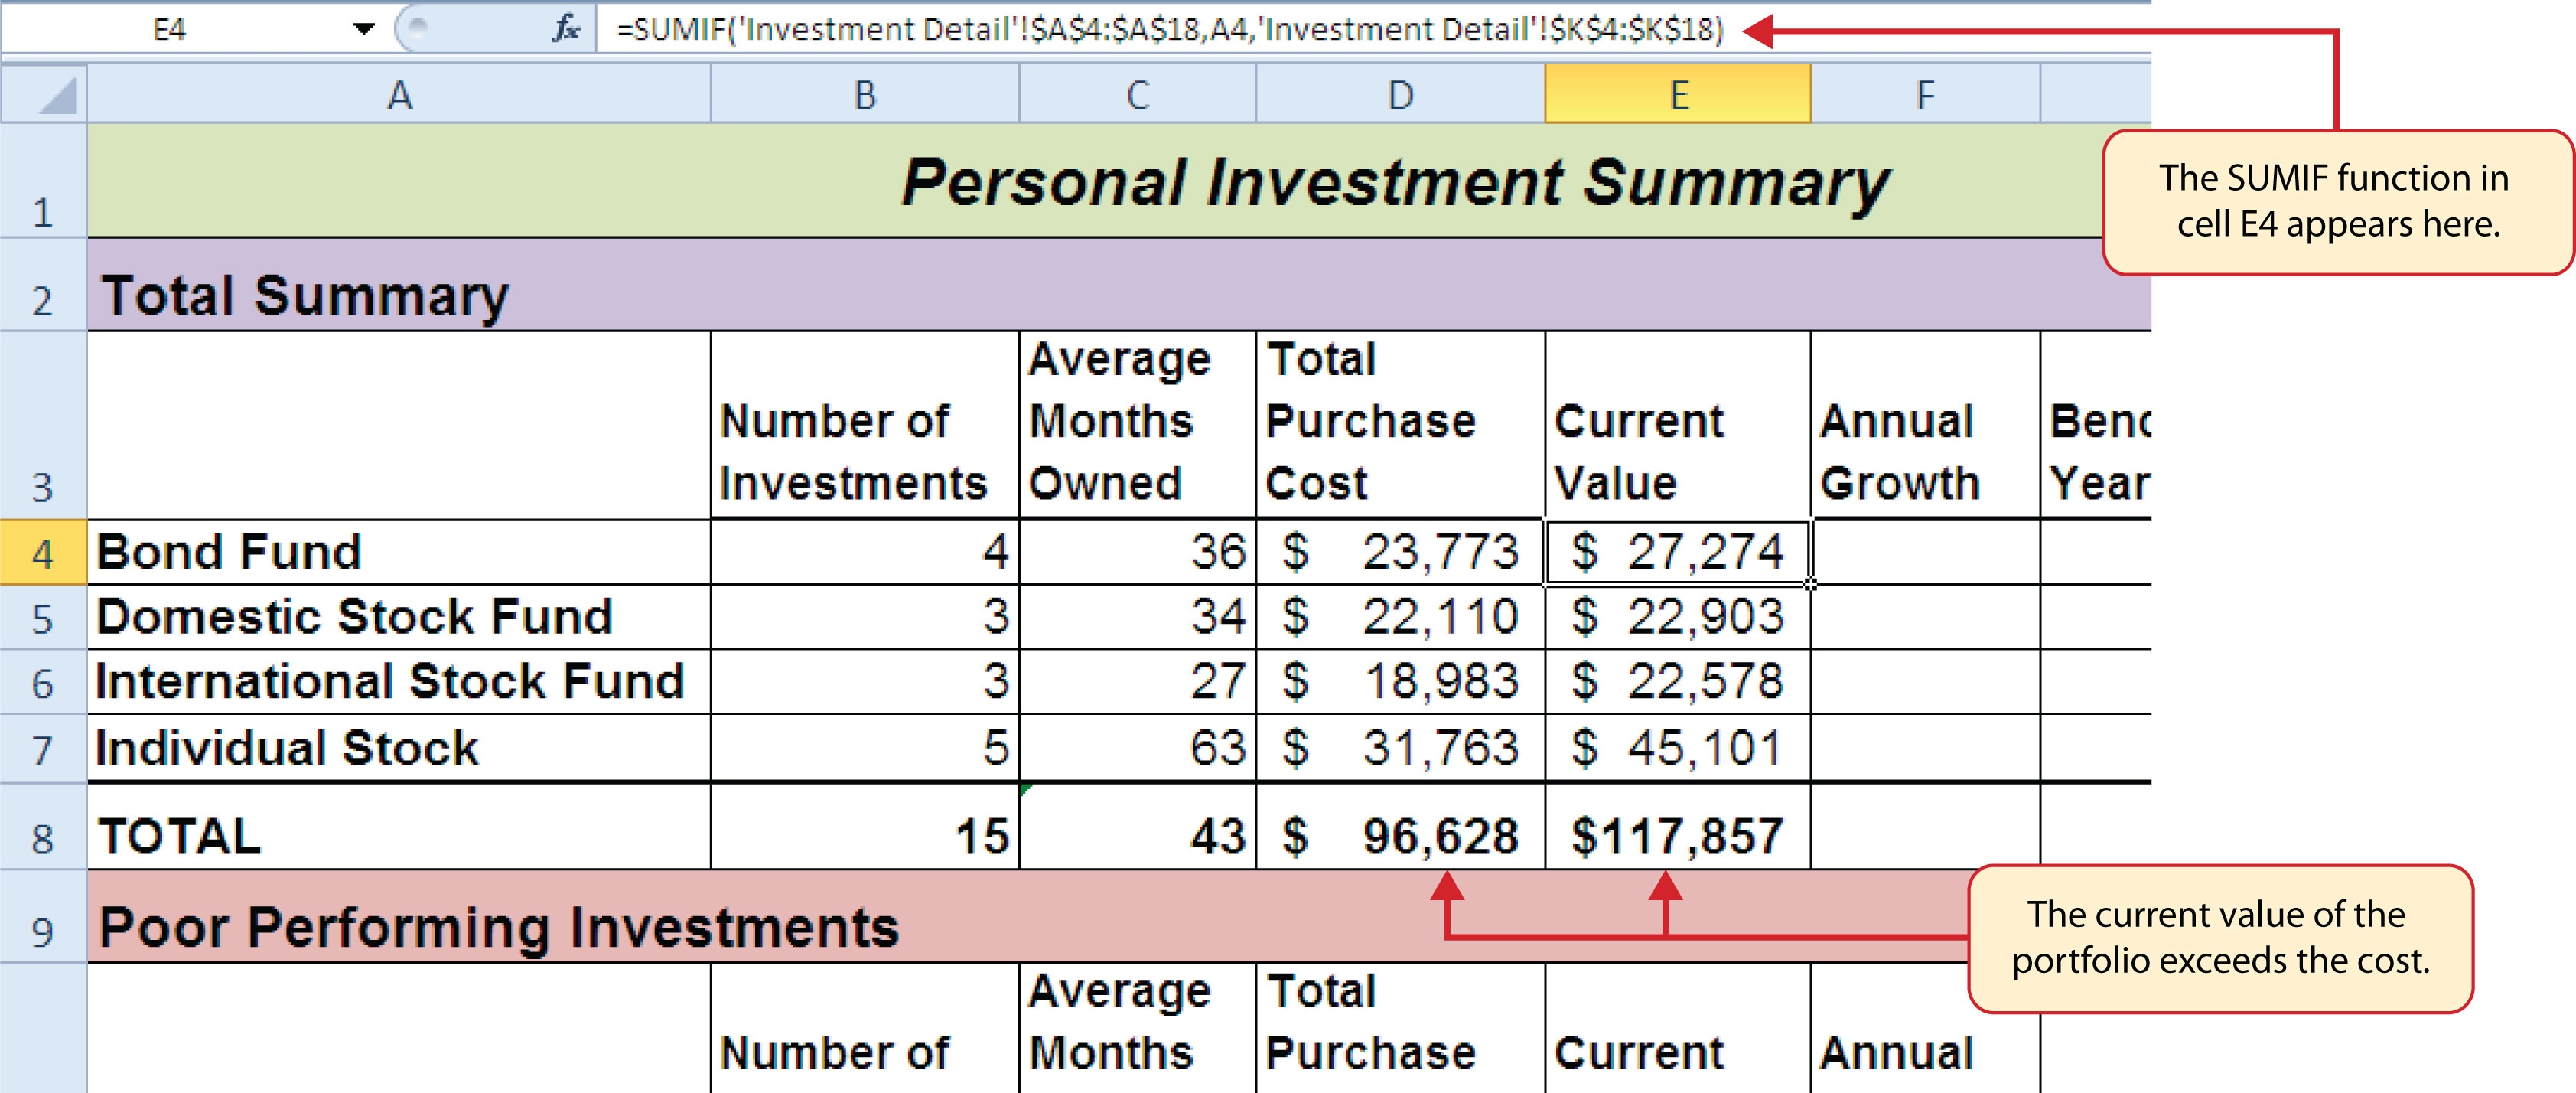 E4 fx =SUMIF('Investment Detail'!$A$4:$A$18,A4,'Investment Detail'!$K$4:$K$18)
A B C D E F
1 Personal Investment Summary
The SUMIF function in
cell E4 appears here.
2 Total Summary
Average Total
Number of Months Purchase Current Annual Benc
3 Investments Owned Cost Value Growth Year
4 Bond Fund 4 36 $ 23,773 $ 27,274
5 Domestic Stock Fund 3 34 $ 22,110 $ 22,903
6 International Stock Fund 3 27 $ 18,983 $ 22,578
7 Individual Stock 5 63 $ 31,763 $ 45,101
8 TOTAL 15 43 $ 96,628 $117,857
9 Poor Performing Investments
The current value of the
portfolio exceeds the cost.
Average Total
Number of Months Purchase Current Annual